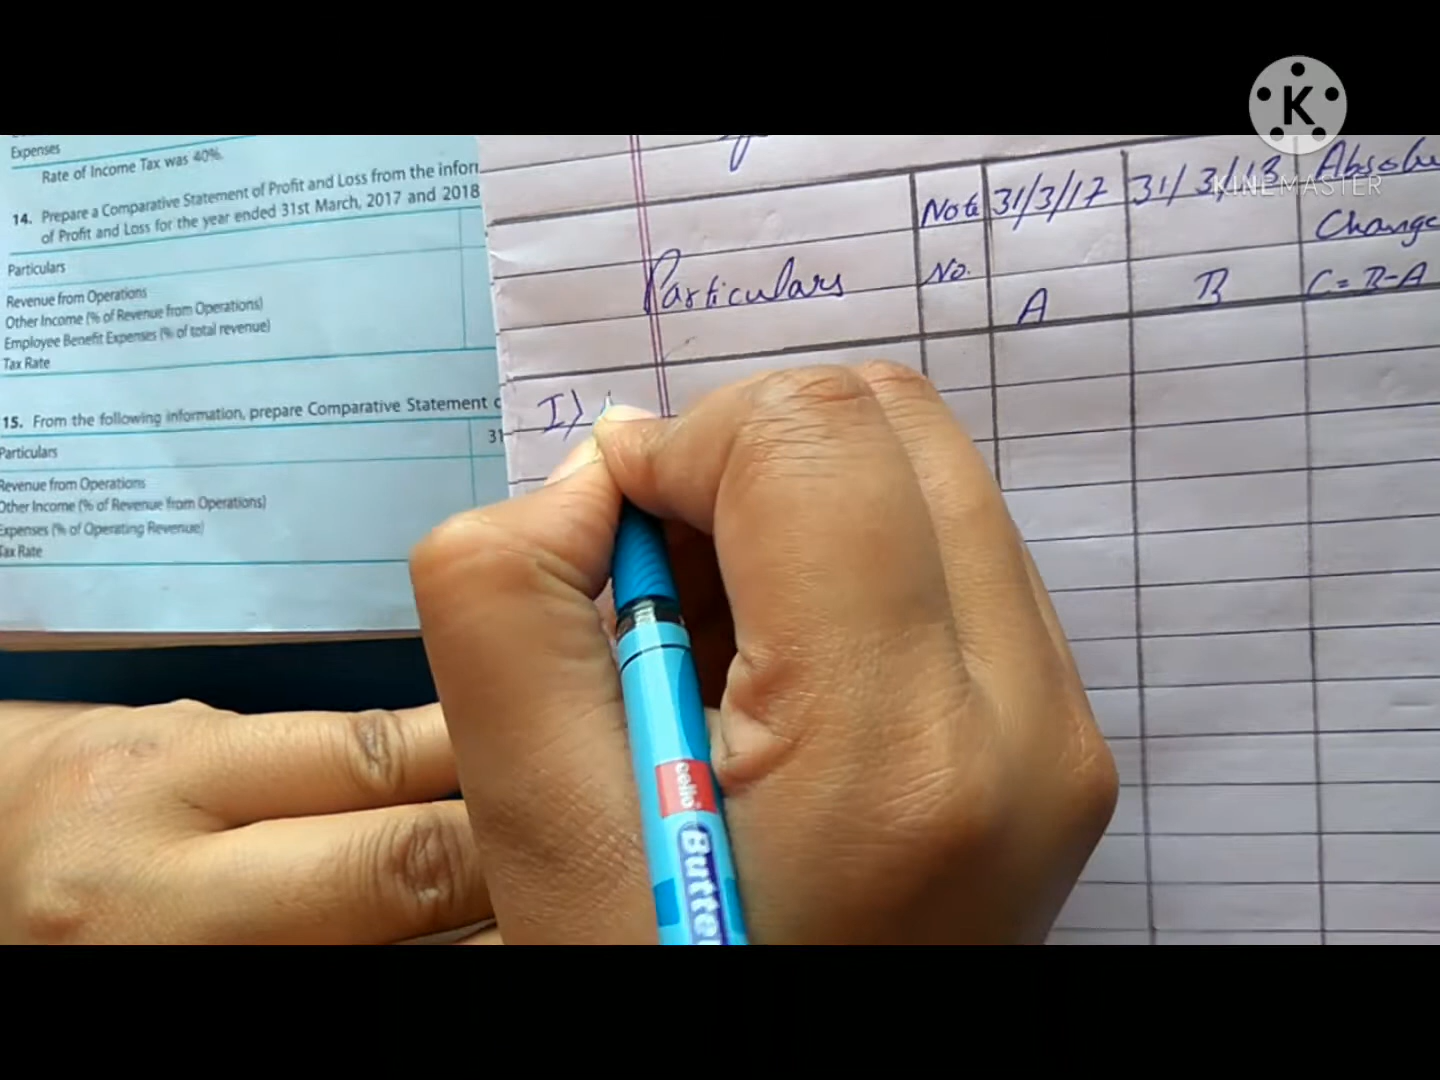 Expenses
Rate of Income Tax was 40%.
14. Prepare a Comparative Statement of Profit and Loss from the
of Profit and Loss for the year ended 31st March, 2017 and 2018
Particulars
Revenue from Operations
Other Income (% of Revenue from Operations)
Employee Benefit Expenses (% of total revenue)
Tax Rate
15. From the following information, prepare Comparative Statement
31
Particulars
Revenue from Operations
Other Income (% of Revenue from Operations)
Expenses (% of Operating Revenue)
Tax Rate
Particulars
Note
No.
31/3/17
A
31/3/18
B
Change
C = B-A
I)
cello
K
KINEMASTER